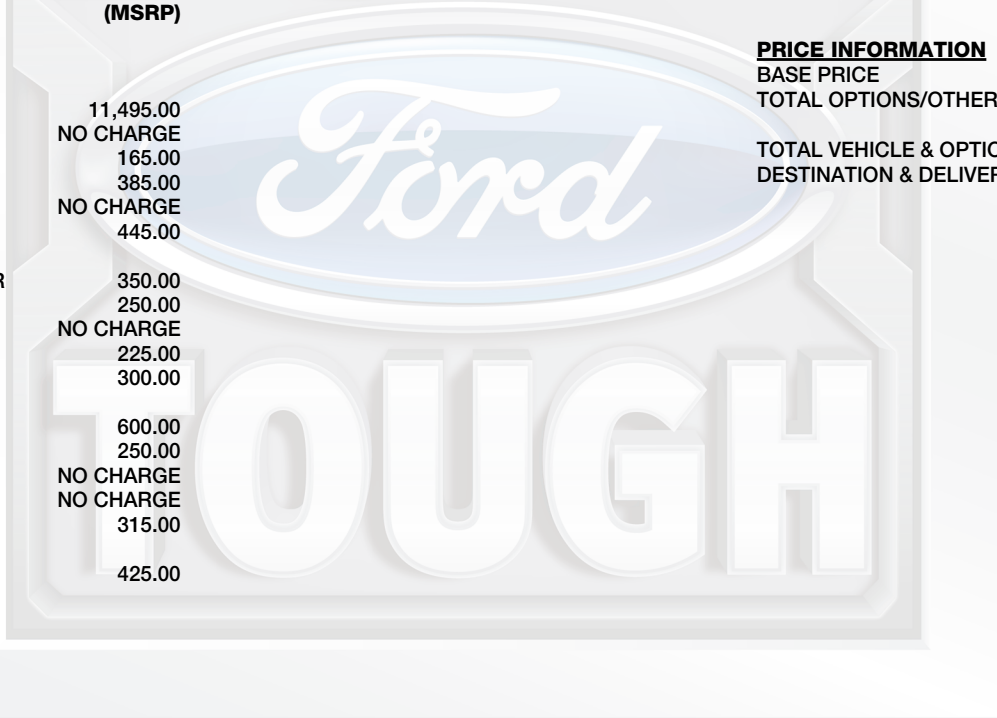 (MSRP)
11,495.00
NO CHARGE
165.00
385.00
NO CHARGE
445.00
R 350.00
250.00
NO CHARGE
225.00
300.00
600.00
250.00
NO CHARGE
NO CHARGE
315.00
425.00
PRICE INFORMATION
BASE PRICE
TOTAL OPTIONS/OTHER
TOTAL VEHICLE & OPTIO
DESTINATION & DELIVER
Ford
TOUGH